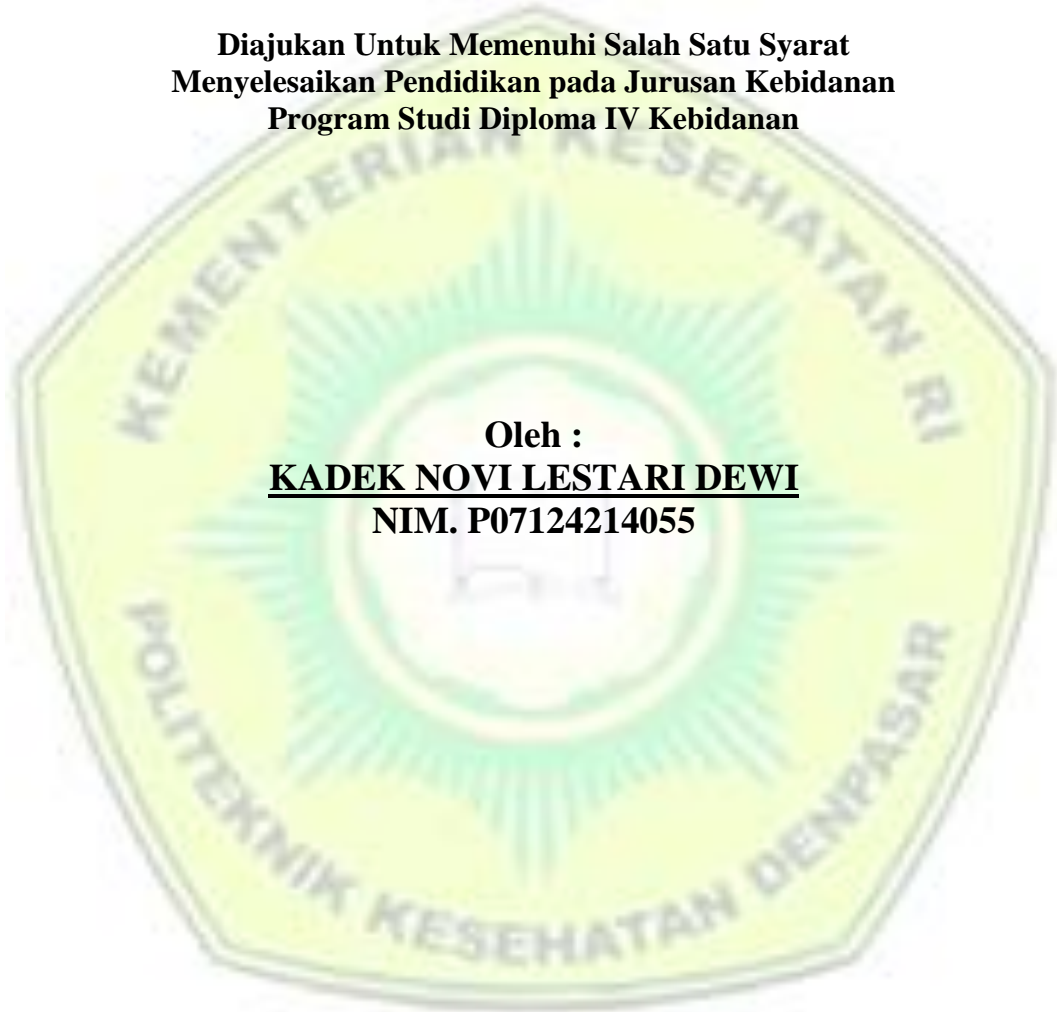 Diajukan Untuk Memenuhi Salah Satu Syarat
Menyelesaikan Pendidikan pada Jurusan Kebidanan
Program Studi Diploma IV Kebidanan
KEMENTERIAN KESEHATAN RI
Oleh :
KADEK NOVI LESTARI DEWI
NIM. P07124214055
POLITEKNIK KESEHATAN DENPASAR